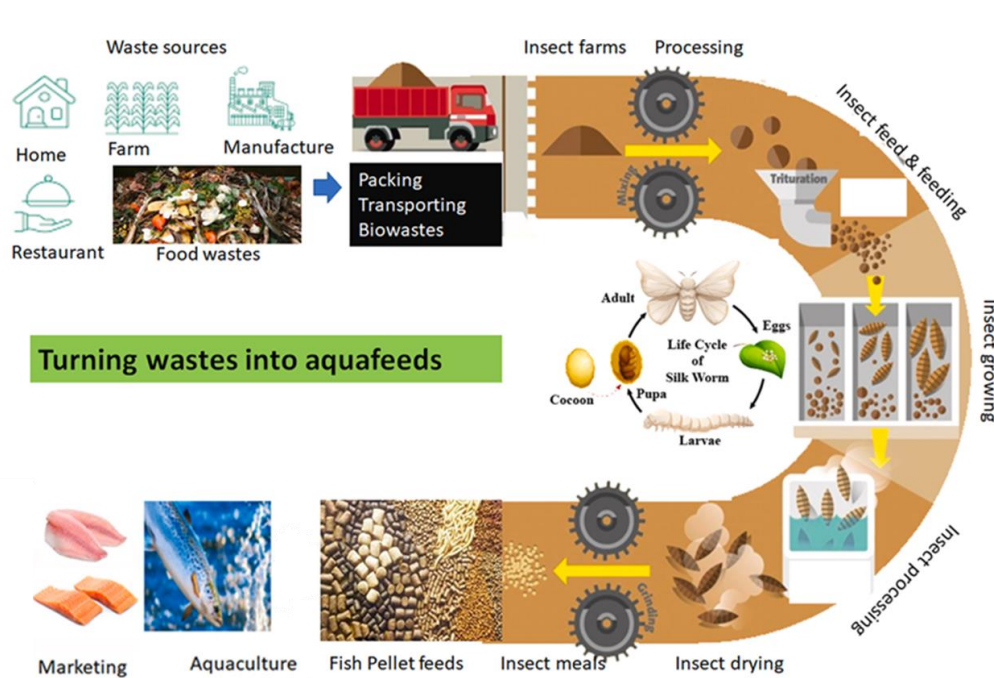 Waste sources
Insect farms
Processing
Home
Farm
Manufacture
Restaurant
Food wastes
Packing
Transporting
Biowastes
Mixing
Trituration
Insect feed & feeding
Turning wastes into aquafeeds
Adult
Eggs
Life Cycle
of
Silk Worm
Cocoon
Pupa
Larvae
Insect growing
Insect processing
Grinding
Marketing
Aquaculture
Fish Pellet feeds
Insect meals
Insect drying